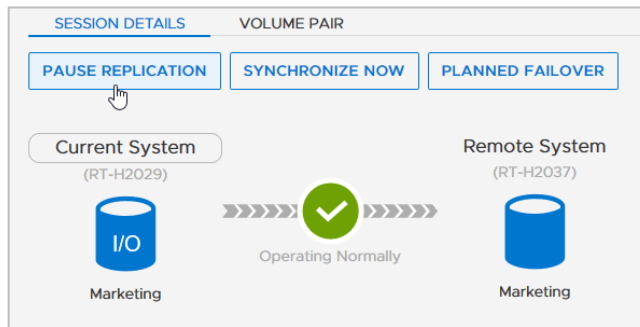 SESSION DETAILS VOLUME PAIR
PAUSE REPLICATION SYNCHRONIZE NOW PLANNED FAILOVER
Current System Remote System
(RT-H2029) (RT-H2037)
I/O
Operating Normally
Marketing Marketing